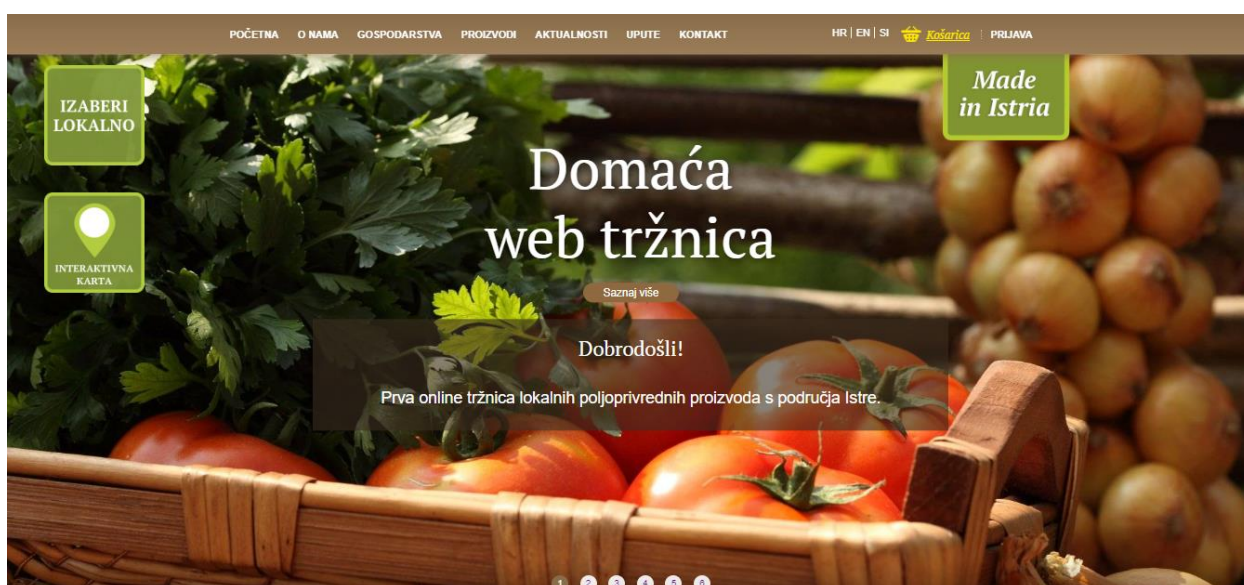 POČETNA O NAMA GOSPODARSTVA PROIZVODI AKTUALNOSTI UPUTE KONTAKT HR | EN | SI Košarica | PRIJAVA
IZABERI
LOKALNO
Made
in Istria
Domaća
web tržnica
INTERAKTIVNA
KARTA
Saznaj više
Dobrodošli!
Prva online tržnica lokalnih poljoprivrednih proizvoda s područja Istre.
1 2 3 4 5 6